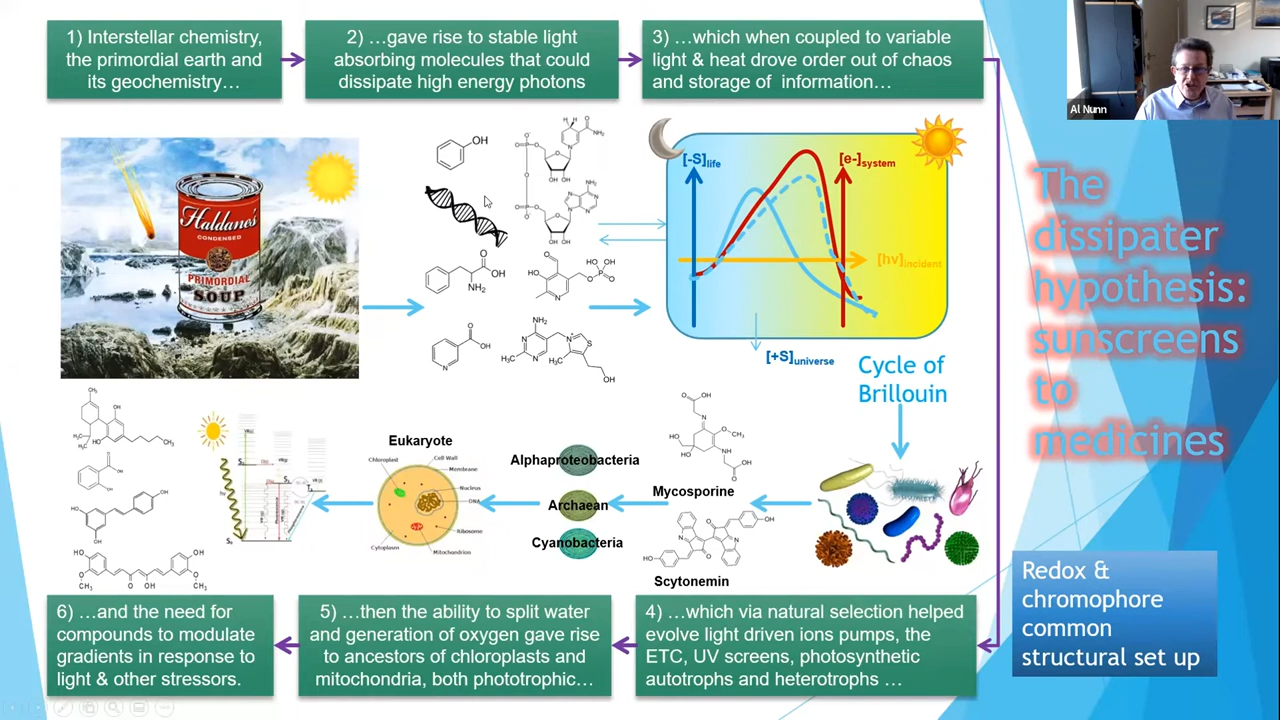 1) Interstellar chemistry,
the primordial earth and
its geochemistry…
2) …gave rise to stable light
absorbing molecules that could
dissipate high energy photons
3) …which when coupled to variable
light & heat drove order out of chaos
and storage of information…
Al Nunn
The
dissipater
hypothesis:
sunscreens
to
medicines
Haldane's
CONDENSED
PRIMORDIAL
SOUP
[-S]life
[e-]system
[hv]incident
[+S]universe
Cycle of
Brillouin
Eukaryote
Chloroplast
Cell Wall
Membrane
Nucleus
DNA
Ribosome
Cytoplasm
Mitochondrion
Alphaproteobacteria
Archaean
Cyanobacteria
Mycosporine
Scytonemin
Redox &
chromophore
common
structural set up
6) …and the need for
compounds to modulate
gradients in response to
light & other stressors.
5) …then the ability to split water
and generation of oxygen gave rise
to ancestors of chloroplasts and
mitochondria, both phototrophic…
4) …which via natural selection helped
evolve light driven ions pumps, the
ETC, UV screens, photosynthetic
autotrophs and heterotrophs …